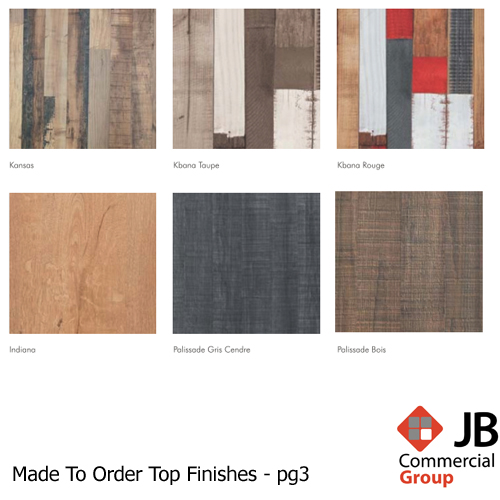 Kansas
Kbana Taupe
Kbana Rouge
Indiana
Palissade Gris Cendre
Palissade Bois
JB
Commercial
Group
Made To Order Top Finishes - pg3